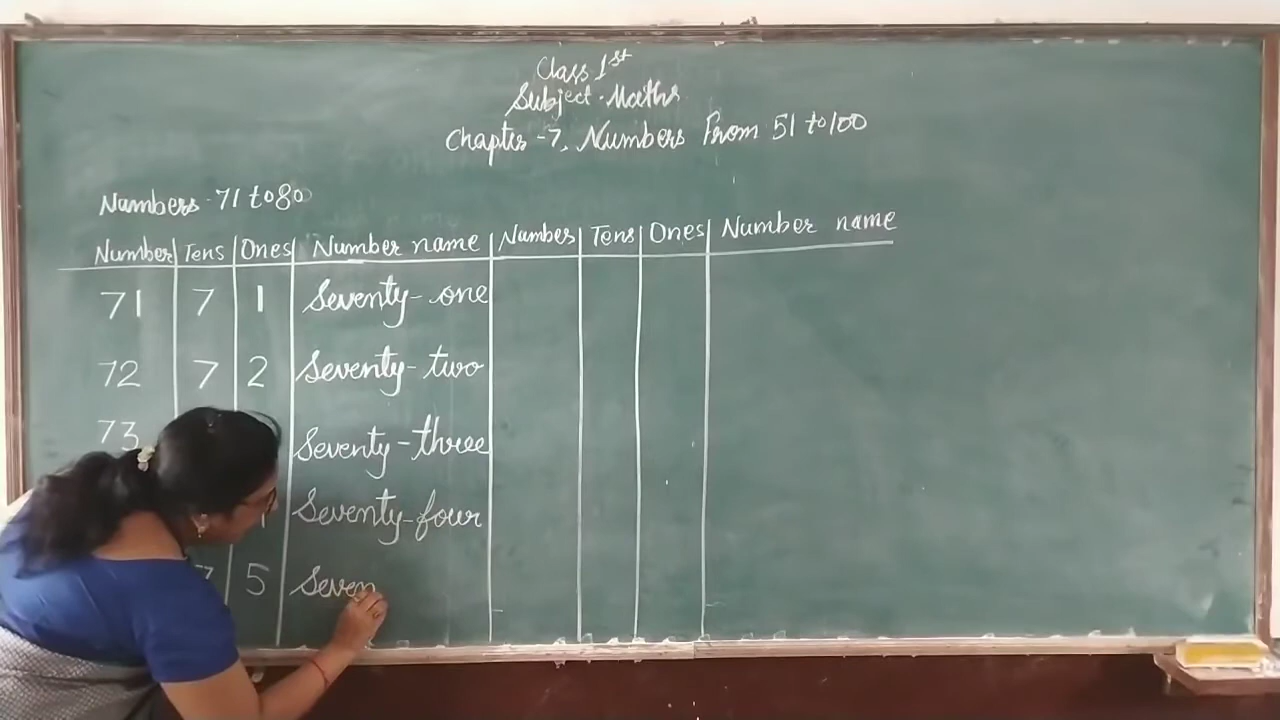 Class 1st
Subject. Maths
Chapter-7. Numbers From 51 to 100
Numbers-71 to 80
Number Tens Ones Number name Number Tens Ones Number name
71 7 1 Seventy-one
72 7 2 Seventy-two
73 Seventy-three
Seventy-four
7 5 Seven